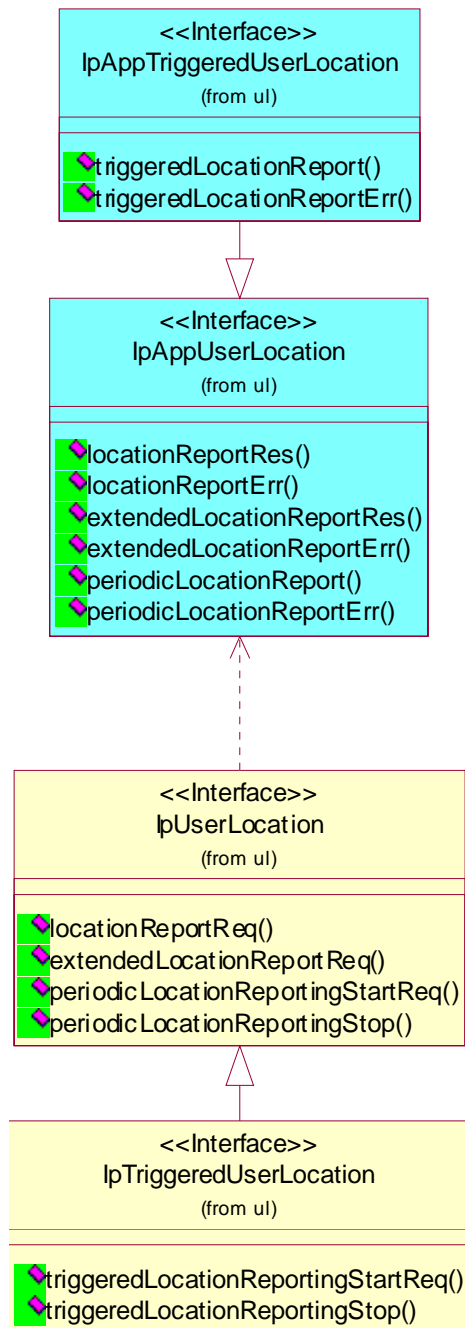 <<Interface>>
IpAppTriggeredUserLocation
(from ul)
triggeredLocationReport()
triggeredLocationReportErr()
<<Interface>>
IpAppUserLocation
(from ul)
locationReportRes()
locationReportErr()
extendedLocationReportRes()
extendedLocationReportErr()
periodicLocationReport()
periodicLocationReportErr()
<<Interface>>
IpUserLocation
(from ul)
locationReportReq()
extendedLocationReportReq()
periodicLocationReportingStartReq()
periodicLocationReportingStop()
<<Interface>>
IpTriggeredUserLocation
(from ul)
triggeredLocationReportingStartReq()
triggeredLocationReportingStop()